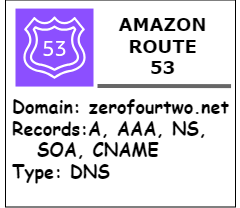 53
AMAZON
ROUTE
53
Domain: zerofourtwo.net
Records:A, AAA, NS,
SOA, CNAME
Type: DNS